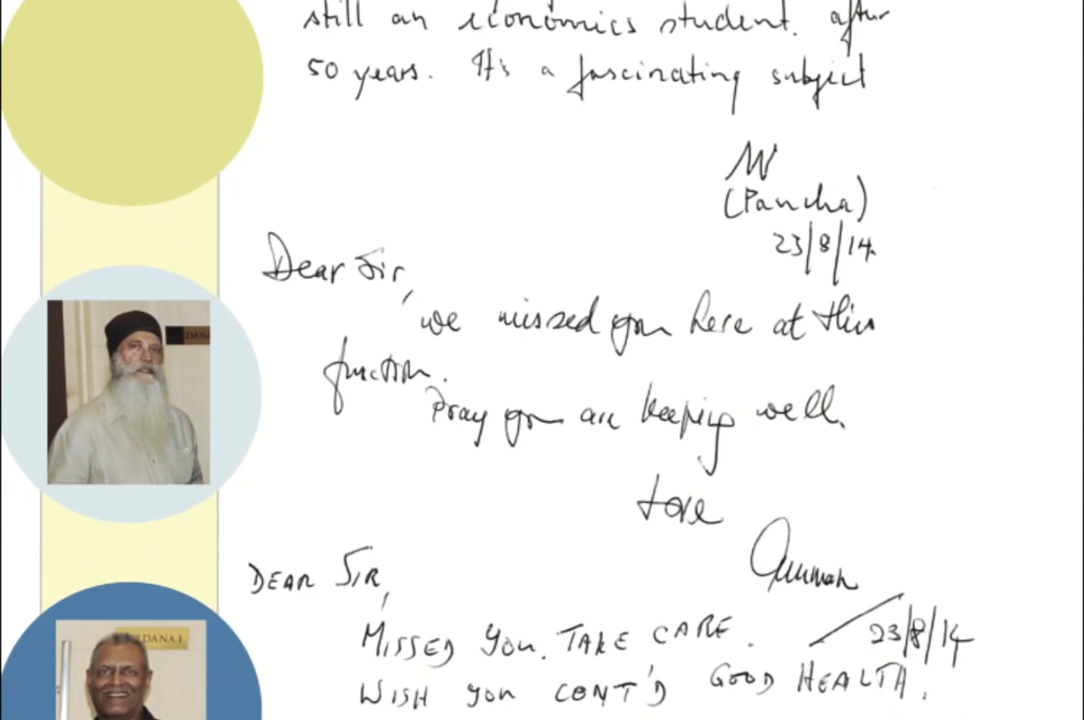 still an economics student. after
50 years. It's a fascinating subject
(Pancha)
23/8/14
Dear Sir,
we missed you here at this
function.
Pray you are keeping well.
Love
23/8/14
DEAR SIR,
MISSED YOU. TAKE CARE.
WISH YOU CONT'D GOOD HEALTH.
DANA
RDANA I